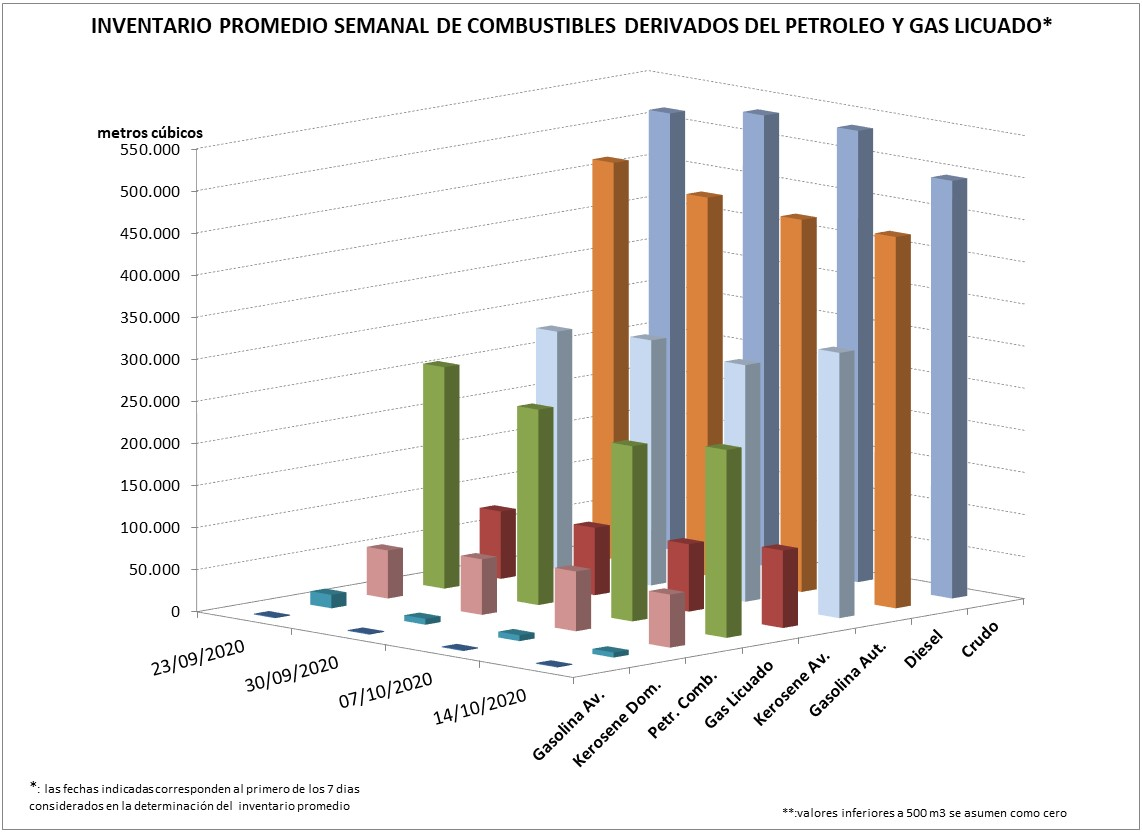 INVENTARIO PROMEDIO SEMANAL DE COMBUSTIBLES DERIVADOS DEL PETROLEO Y GAS LICUADO*
metros cúbicos
550.000
500.000
450.000
400.000
350.000
300.000
250.000
200.000
150.000
100.000
50.000
0
23/09/2020
30/09/2020
07/10/2020
14/10/2020
Gasolina Av.
Kerosene Dom.
Petr. Comb.
Gas Licuado
Kerosene Av.
Gasolina Aut.
Diesel
Crudo
*: las fechas indicadas corresponden al primero de los 7 dias
considerados en la determinación del inventario promedio
**:valores inferiores a 500 m3 se asumen como cero